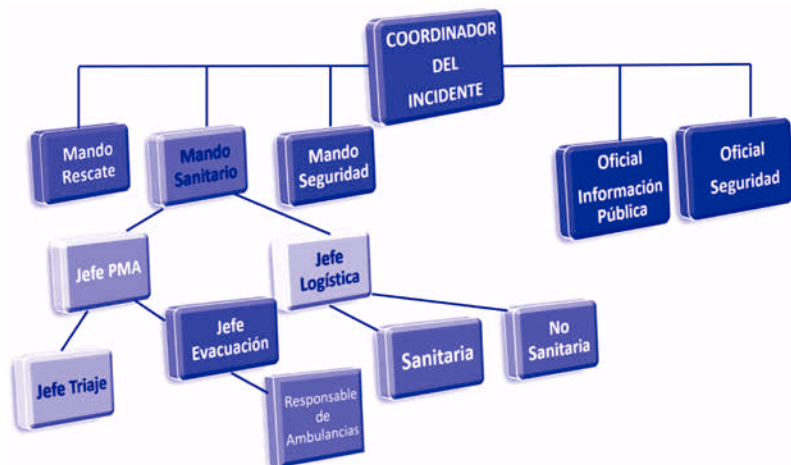 COORDINADOR
DEL
INCIDENTE
Mando
Rescate
Mando
Sanitario
Mando
Seguridad
Oficial
Información
Pública
Oficial
Seguridad
Jefe PMA
Jefe
Logística
Jefe Triaje
Jefe
Evacuación
Sanitaria
No
Sanitaria
Responsable
de
Ambulancias